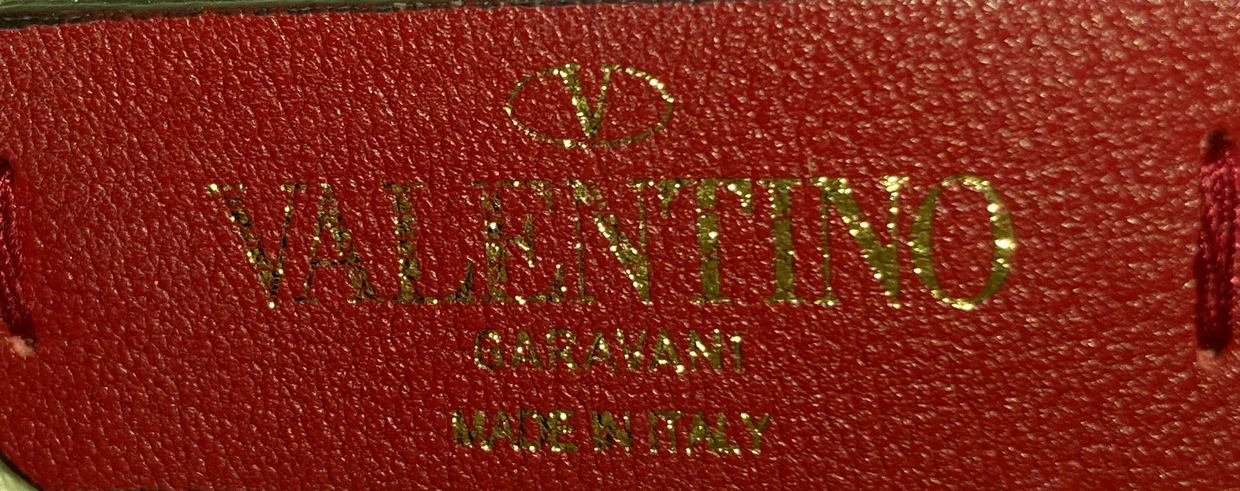 V
VALENTINO
GARAVANI
MADE IN ITALY